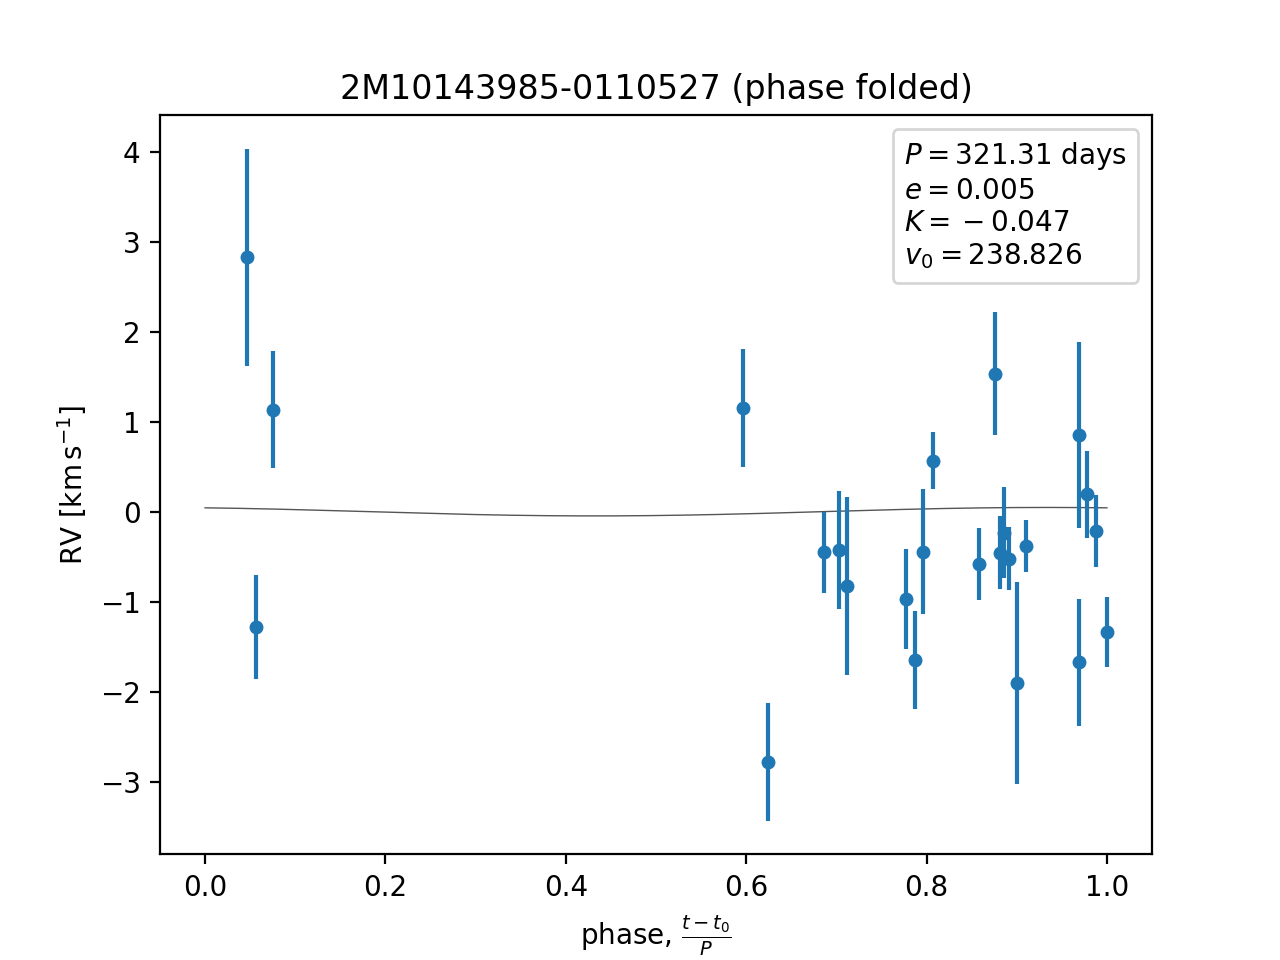 2M10143985-0110527 (phase folded)
P = 321.31 days
e = 0.005
K = −0.047
v₀ = 238.826
RV [km s⁻¹]
4
3
2
1
0
−1
−2
−3
0.0 0.2 0.4 0.6 0.8 1.0
phase, (t − t₀)/P